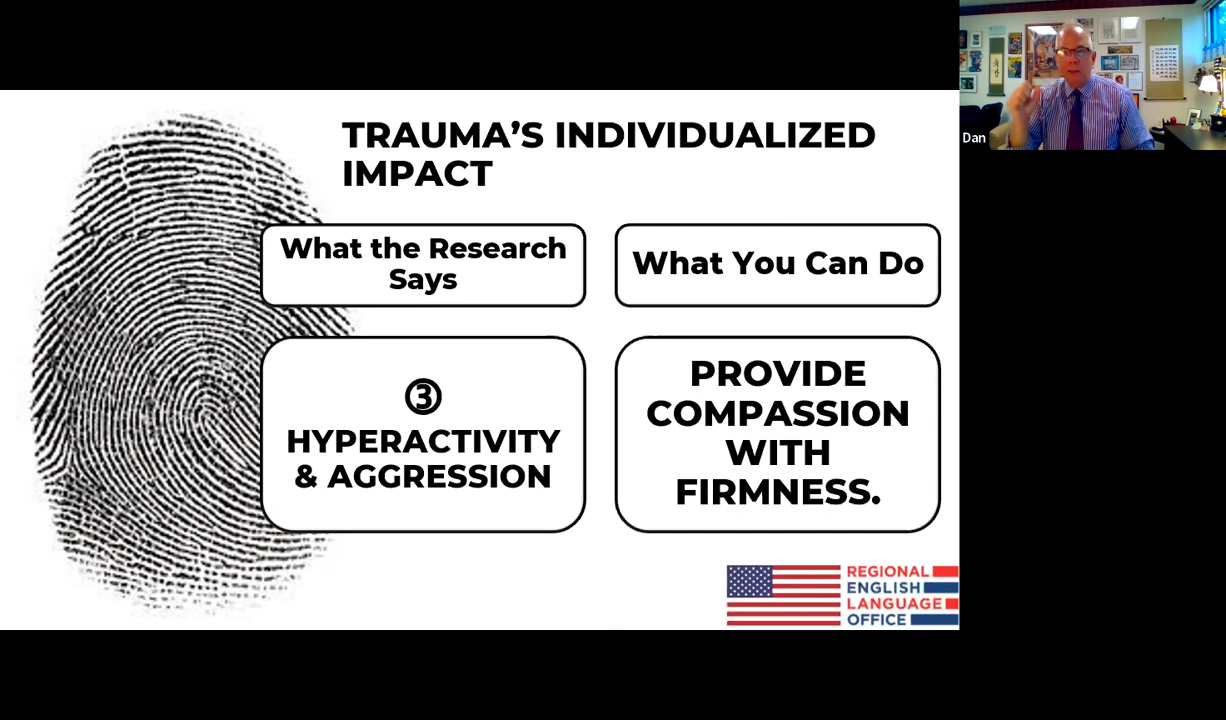 TRAUMA’S INDIVIDUALIZED
IMPACT
What the Research
Says
What You Can Do
③
HYPERACTIVITY
& AGGRESSION
PROVIDE
COMPASSION
WITH
FIRMNESS.
REGIONAL
ENGLISH
LANGUAGE
OFFICE
Dan